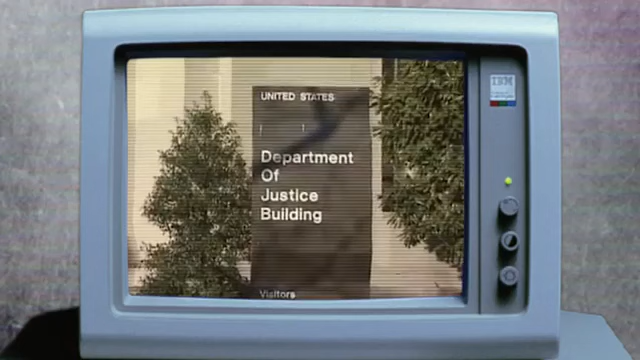 UNITED STATES
Department
Of
Justice
Building
Visitors
IBM